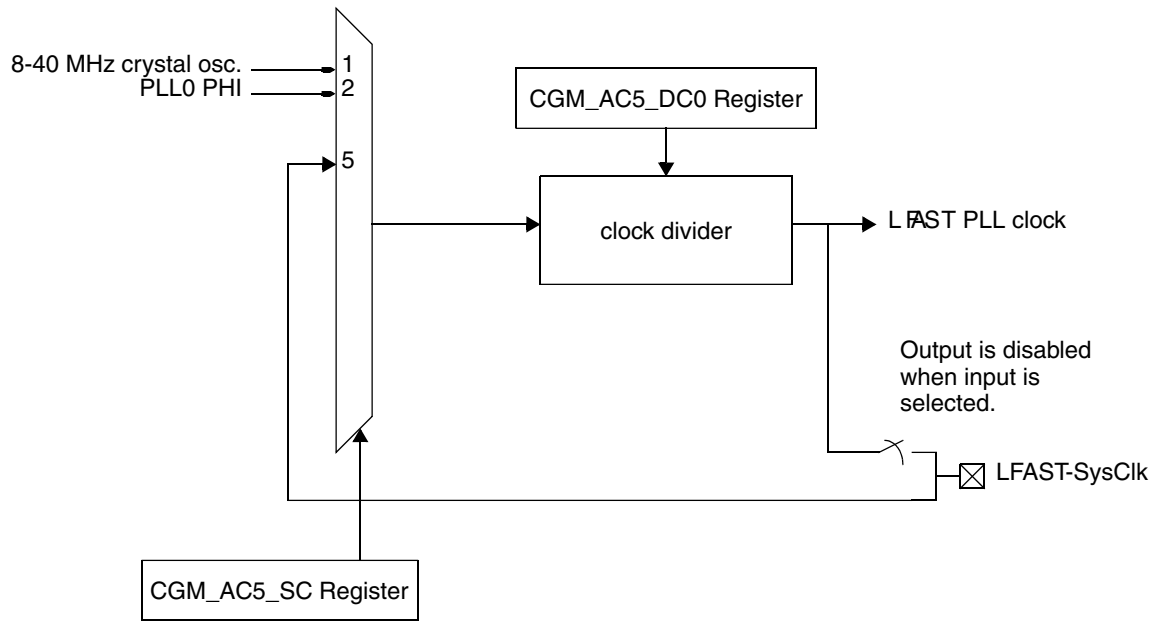 8-40 MHz crystal osc.
1
PLL0 PHI
2
5
CGM_AC5_DC0 Register
clock divider
LFAST PLL clock
Output is disabled
when input is
selected.
LFAST-SysClk
CGM_AC5_SC Register